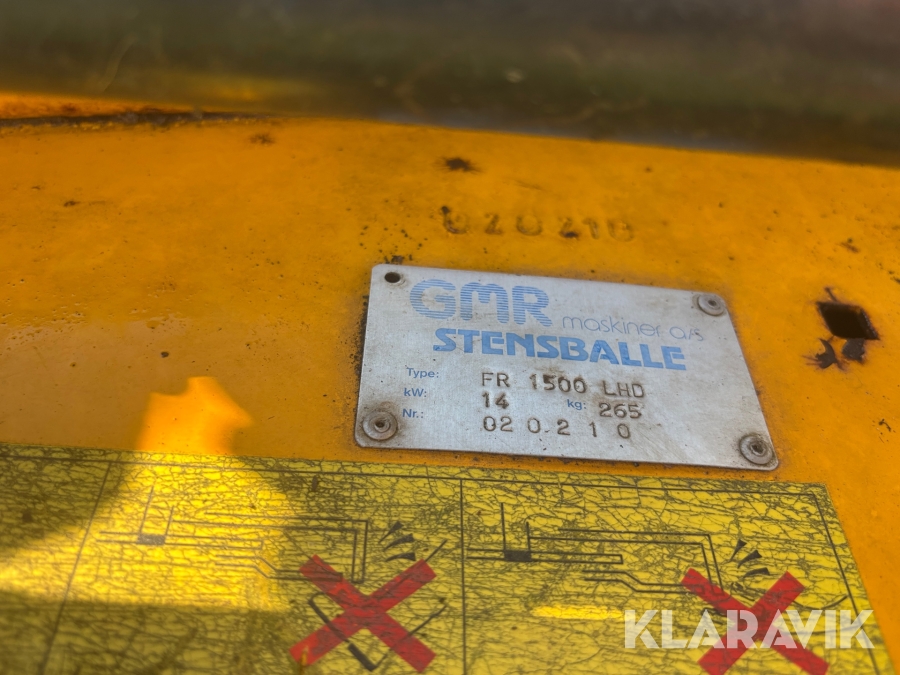 020210
GMR maskiner a/s
STENSBALLE
Type: FR 1500 LHD
kW: 14 kg: 265
Nr.: 020210
KLARAVIK